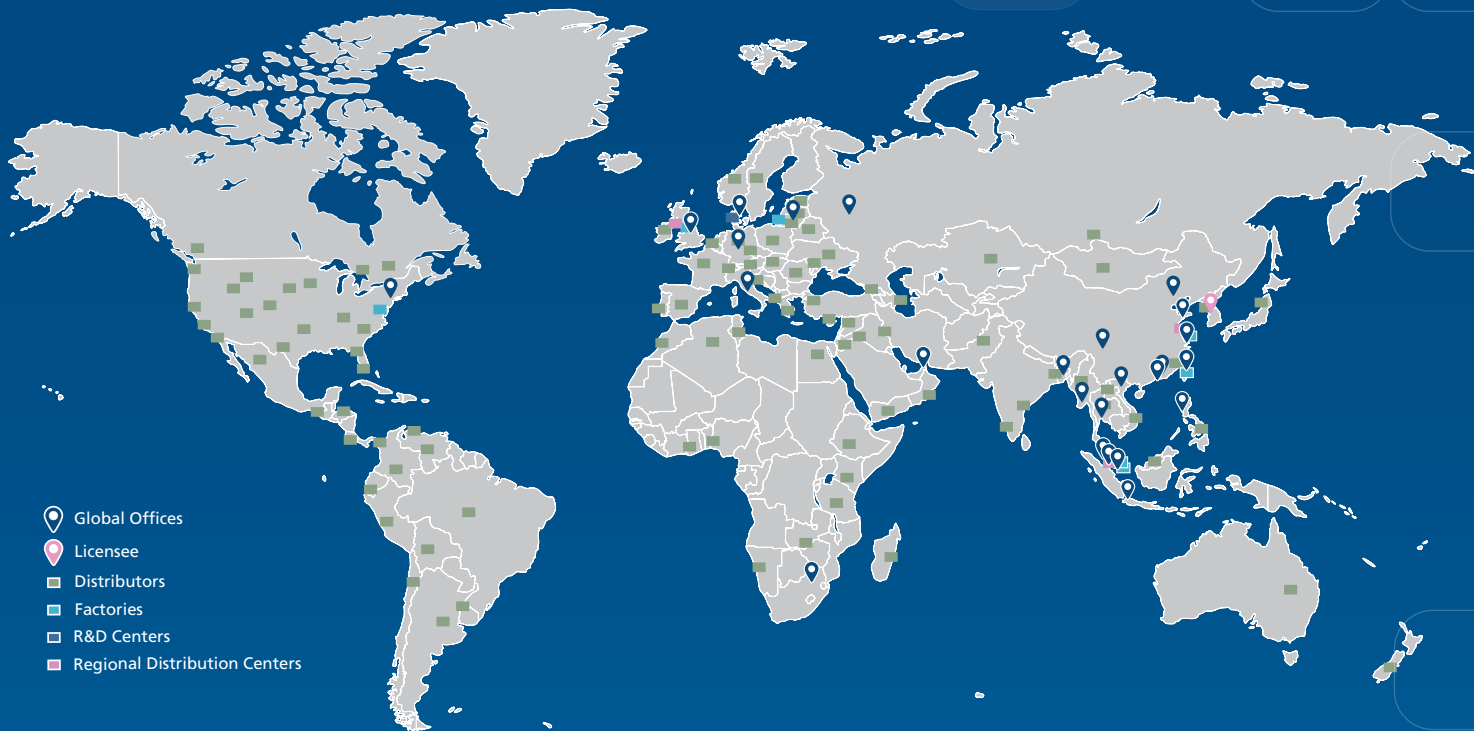 Global Offices
Licensee
Distributors
Factories
R&D Centers
Regional Distribution Centers